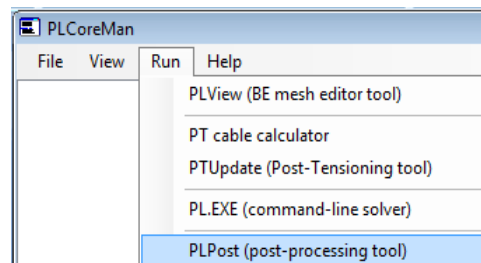 PLCoreMan
File View Run Help
PLView (BE mesh editor tool)
PT cable calculator
PTUpdate (Post-Tensioning tool)
PL.EXE (command-line solver)
PLPost (post-processing tool)